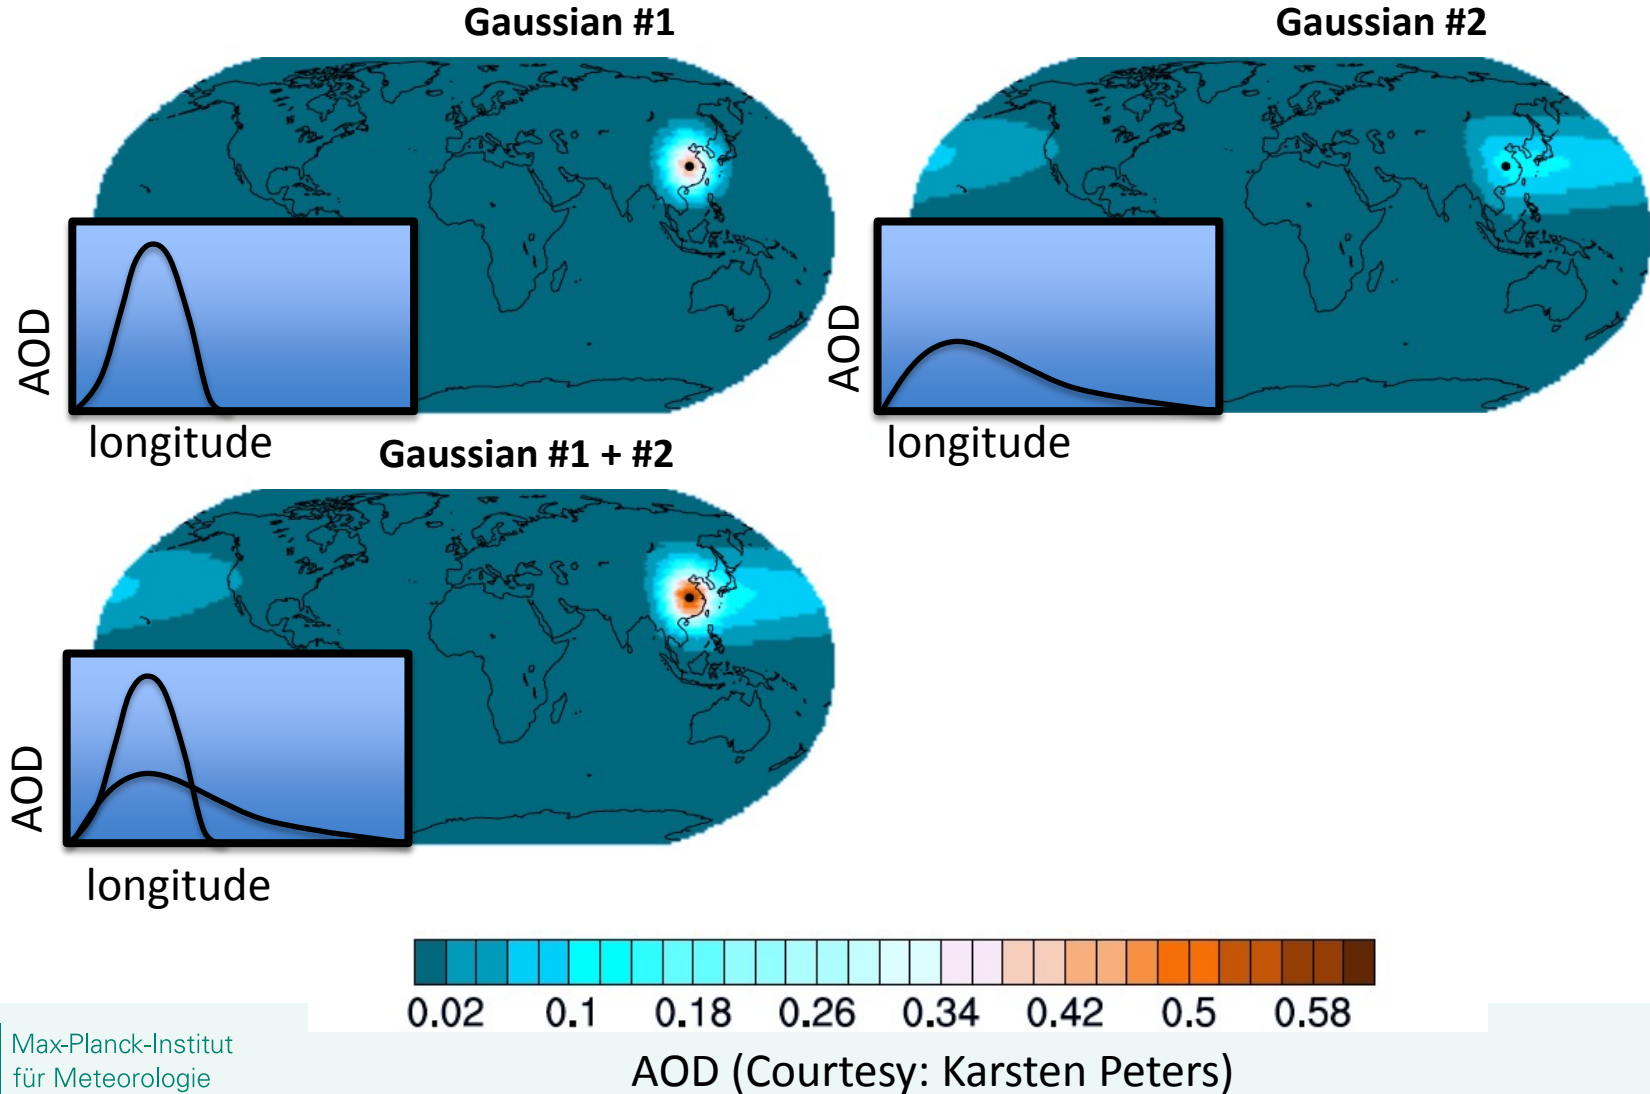 Gaussian #1
Gaussian #2
AOD
longitude
AOD
longitude
Gaussian #1 + #2
AOD
longitude
0.02 0.1 0.18 0.26 0.34 0.42 0.5 0.58
AOD (Courtesy: Karsten Peters)
Max-Planck-Institut
für Meteorologie